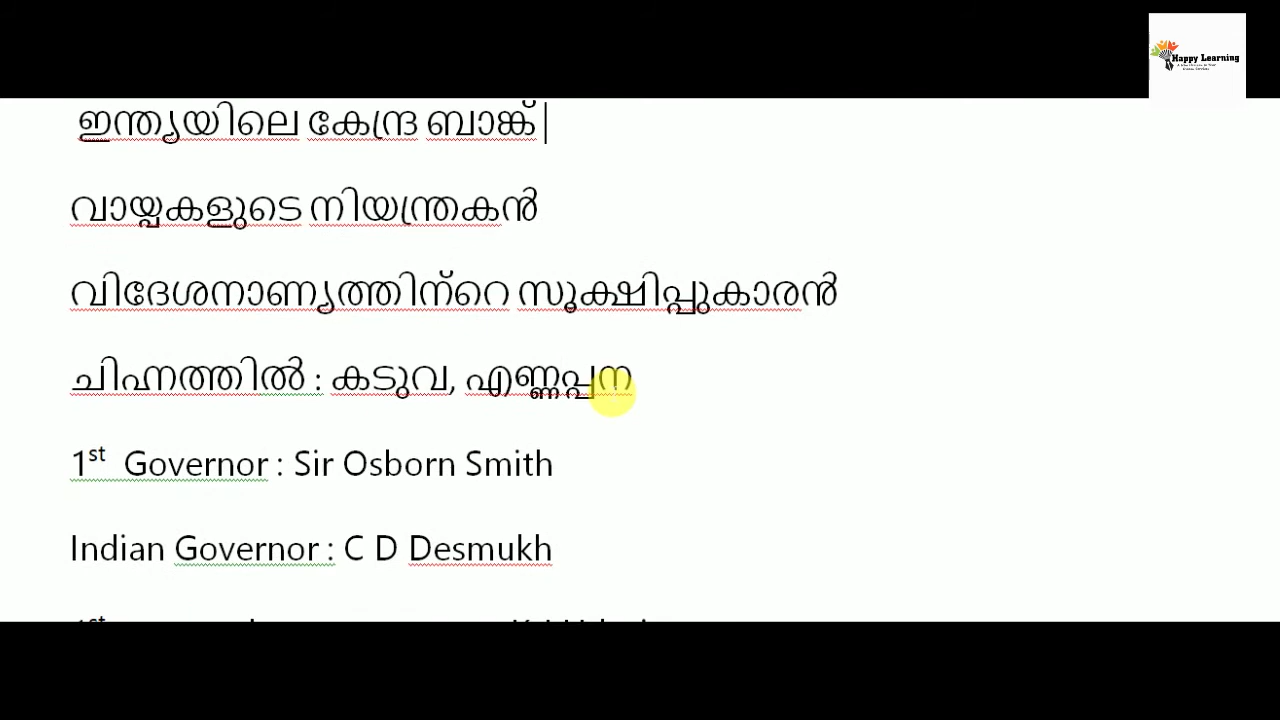 Happy Learning
ഇന്ത്യയിലെ കേന്ദ്ര ബാങ്ക്
വായ്പകളുടെ നിയന്ത്രകൻ
വിദേശനാണ്യത്തിന്റെ സൂക്ഷിപ്പുകാരൻ
ചിഹ്നത്തിൽ : കടുവ, എണ്ണപ്പന
1st Governor : Sir Osborn Smith
Indian Governor : C D Desmukh